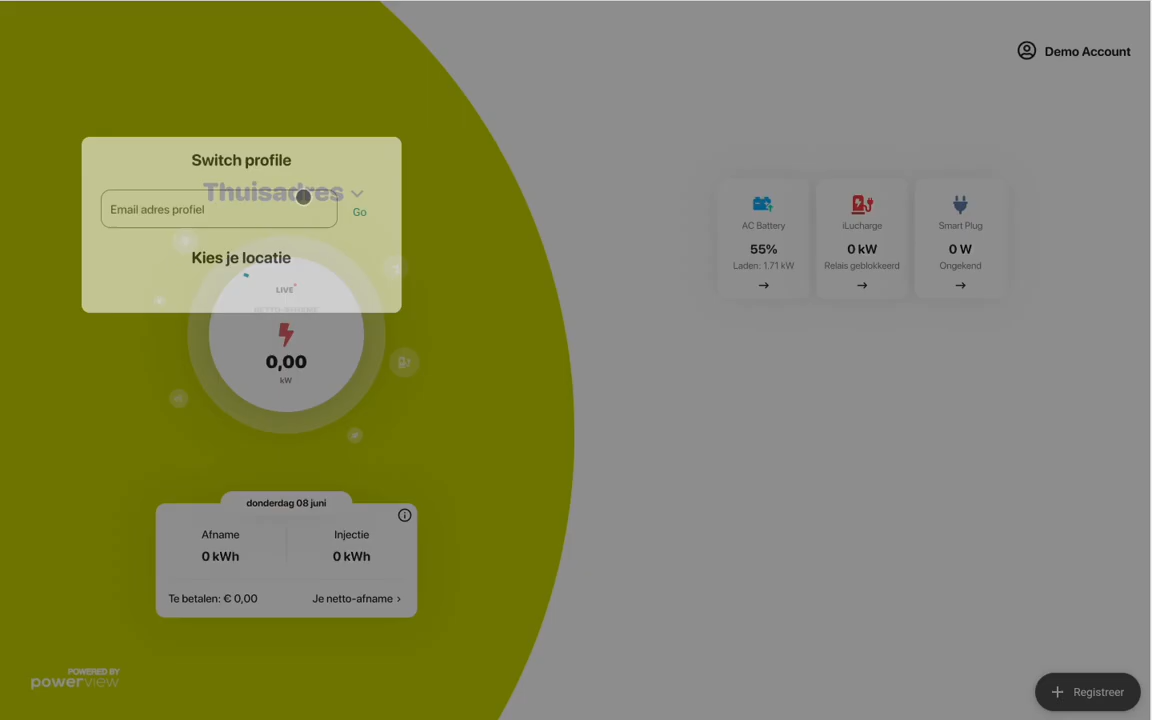 Demo Account
Switch profile
Thuisadres
Email adres profiel
Go
Kies je locatie
LIVE
0,00
kW
AC Battery
55%
Laden: 1.71 kW
iLucharge
0 kW
Relais geblokkeerd
Smart Plug
0 W
Ongekend
donderdag 08 juni
Afname
0 kWh
Injectie
0 kWh
Te betalen: € 0,00
Je netto-afname >
POWERED BY
powerview
+ Registreer